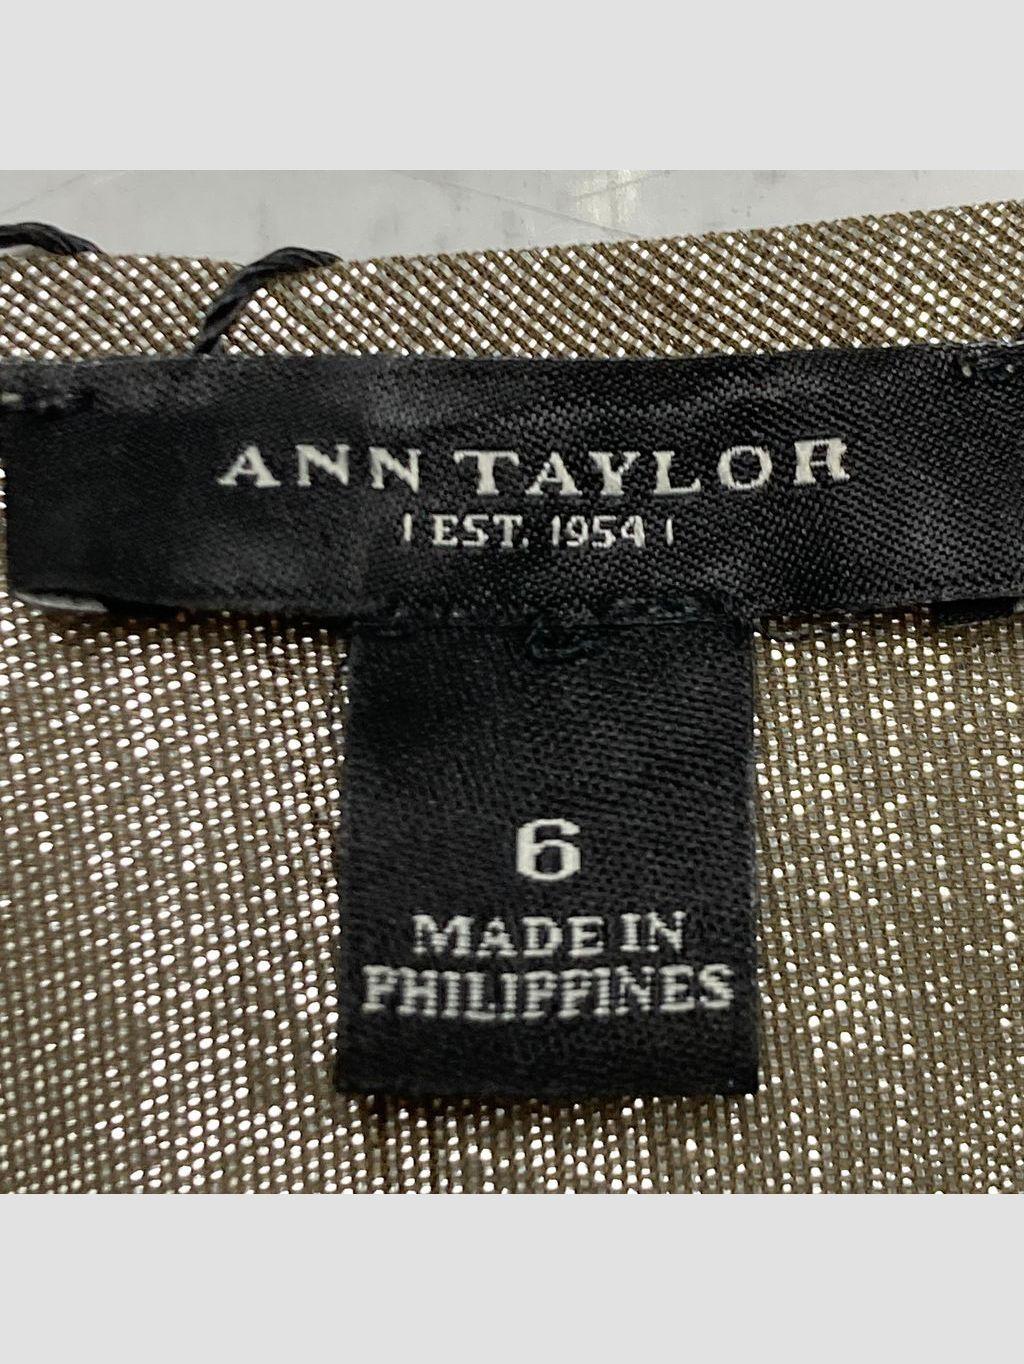 ANN TAYLOR
| EST. 1954 |
6
MADE IN
PHILIPPINES